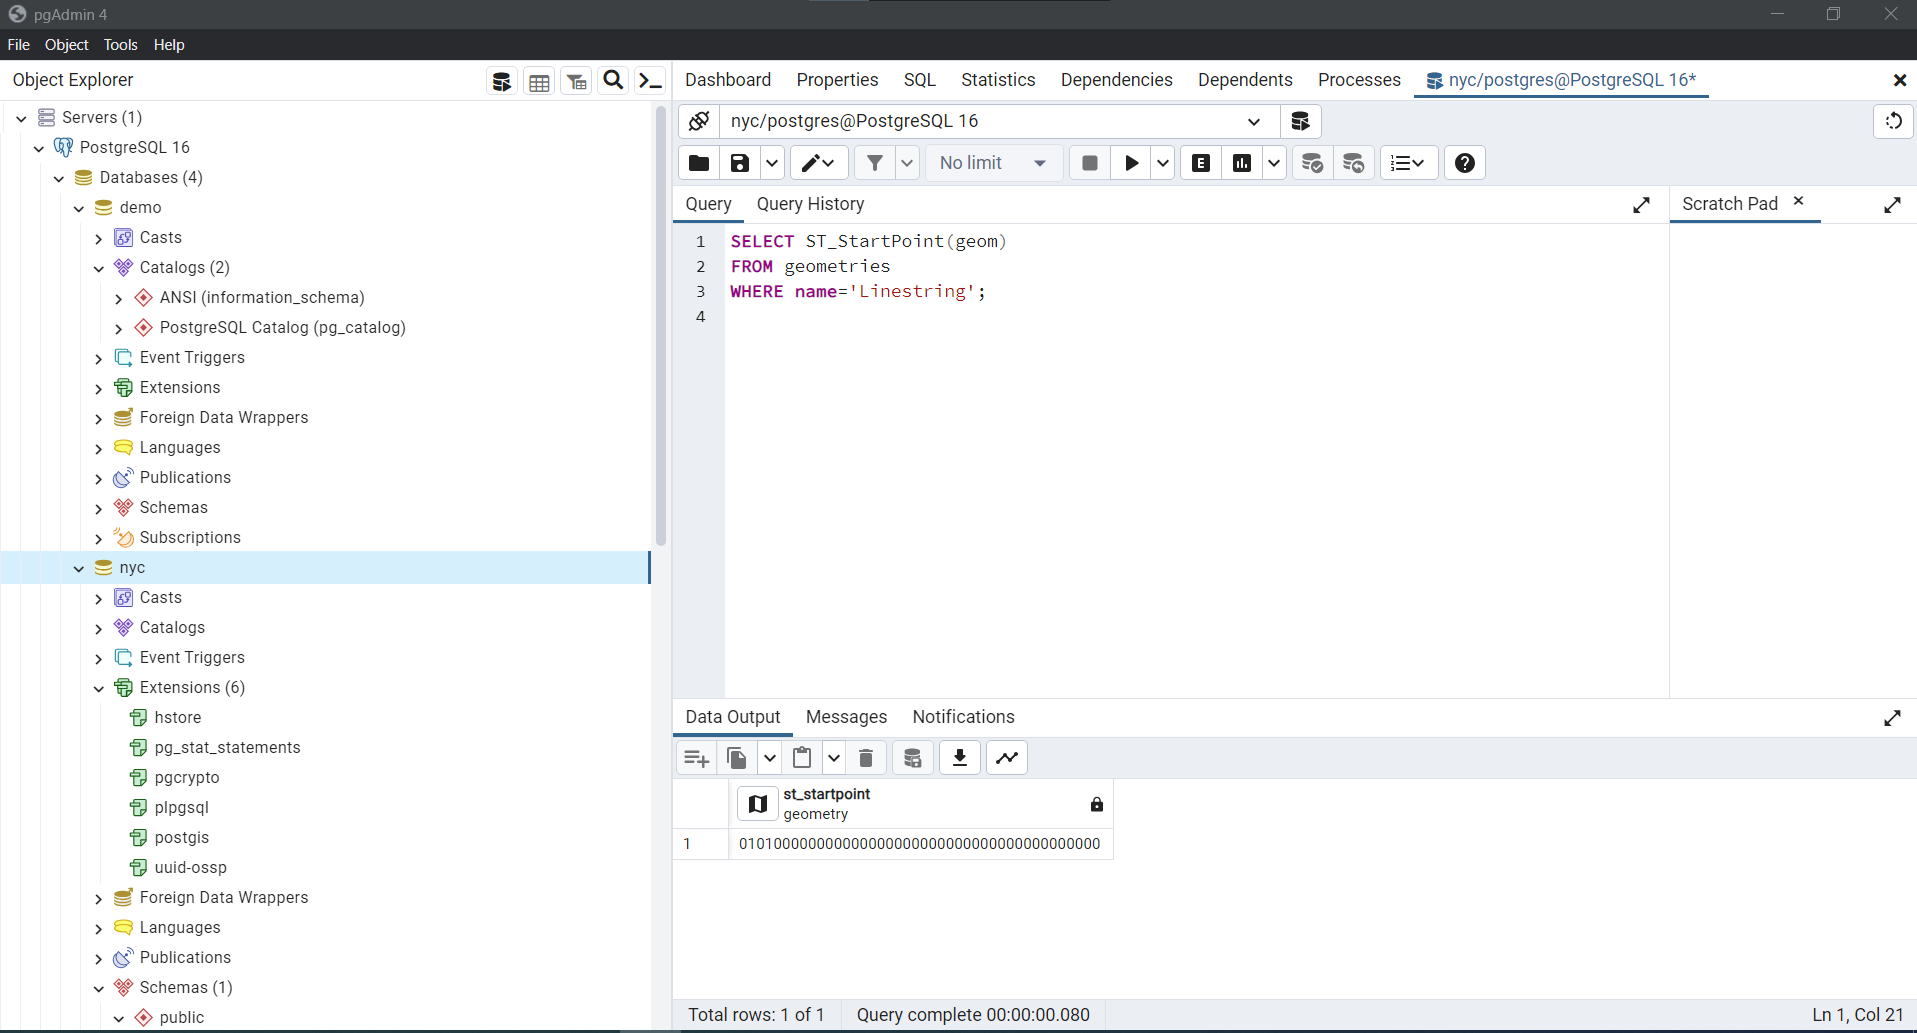 pgAdmin 4
File Object Tools Help
Object Explorer
Servers (1)
PostgreSQL 16
Databases (4)
demo
Casts
Catalogs (2)
ANSI (information_schema)
PostgreSQL Catalog (pg_catalog)
Event Triggers
Extensions
Foreign Data Wrappers
Languages
Publications
Schemas
Subscriptions
nyc
Casts
Catalogs
Event Triggers
Extensions (6)
hstore
pg_stat_statements
pgcrypto
plpgsql
postgis
uuid-ossp
Foreign Data Wrappers
Languages
Publications
Schemas (1)
public
Dashboard Properties SQL Statistics Dependencies Dependents Processes nyc/postgres@PostgreSQL 16*
nyc/postgres@PostgreSQL 16
No limit E
Query Query History
Scratch Pad
1 SELECT ST_StartPoint(geom)
2 FROM geometries
3 WHERE name='Linestring';
4
Data Output Messages Notifications
st_startpoint
geometry
1 010100000000000000000000000000000000000000
Total rows: 1 of 1 Query complete 00:00:00.080 Ln 1, Col 21